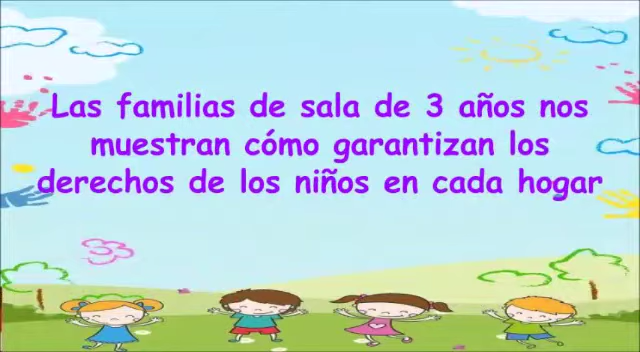 Las familias de sala de 3 años nos
muestran cómo garantizan los
derechos de los niños en cada hogar